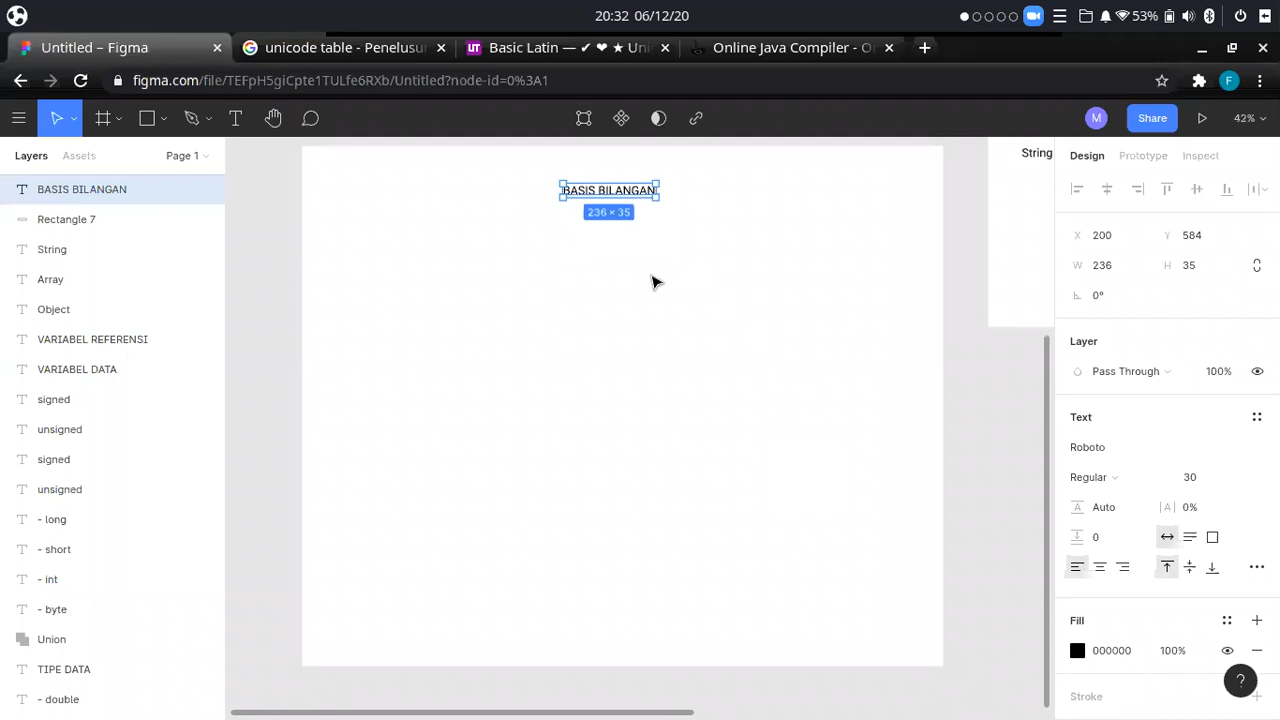 20:32 06/12/20
53%
Untitled – Figma
unicode table - Penelusur
UT Basic Latin — ✔ ❤ ★ Uni
Online Java Compiler - On
figma.com/file/TEFpH5giCpte1TULfe6RXb/Untitled?node-id=0%3A1
F
M
Share
42%
Layers
Assets
Page 1
BASIS BILANGAN
Rectangle 7
String
Array
Object
VARIABEL REFERENSI
VARIABEL DATA
signed
unsigned
signed
unsigned
- long
- short
- int
- byte
Union
TIPE DATA
- double
BASIS BILANGAN
236 × 35
String
Design
Prototype
Inspect
X 200
Y 584
W 236
H 35
0°
Layer
Pass Through
100%
Text
Roboto
Regular
30
Auto
|A| 0%
0
Fill
000000
100%
?
Stroke